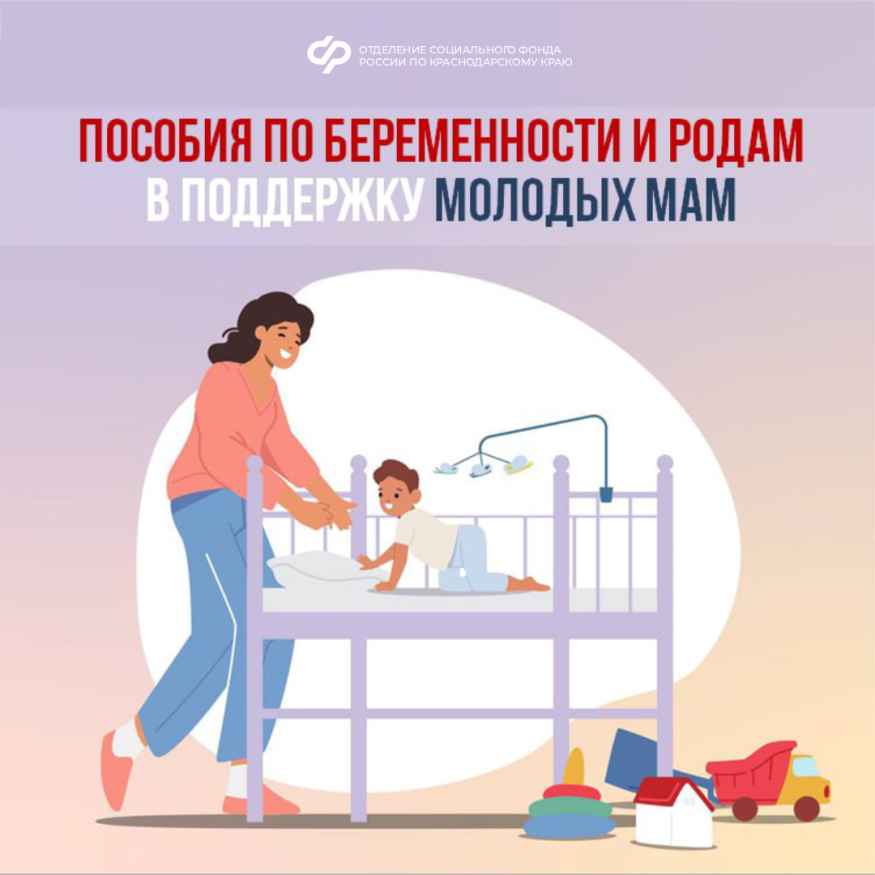 ОТДЕЛЕНИЕ СОЦИАЛЬНОГО ФОНДА
РОССИИ ПО КРАСНОДАРСКОМУ КРАЮ
ПОСОБИЯ ПО БЕРЕМЕННОСТИ И РОДАМ
В ПОДДЕРЖКУ МОЛОДЫХ МАМ